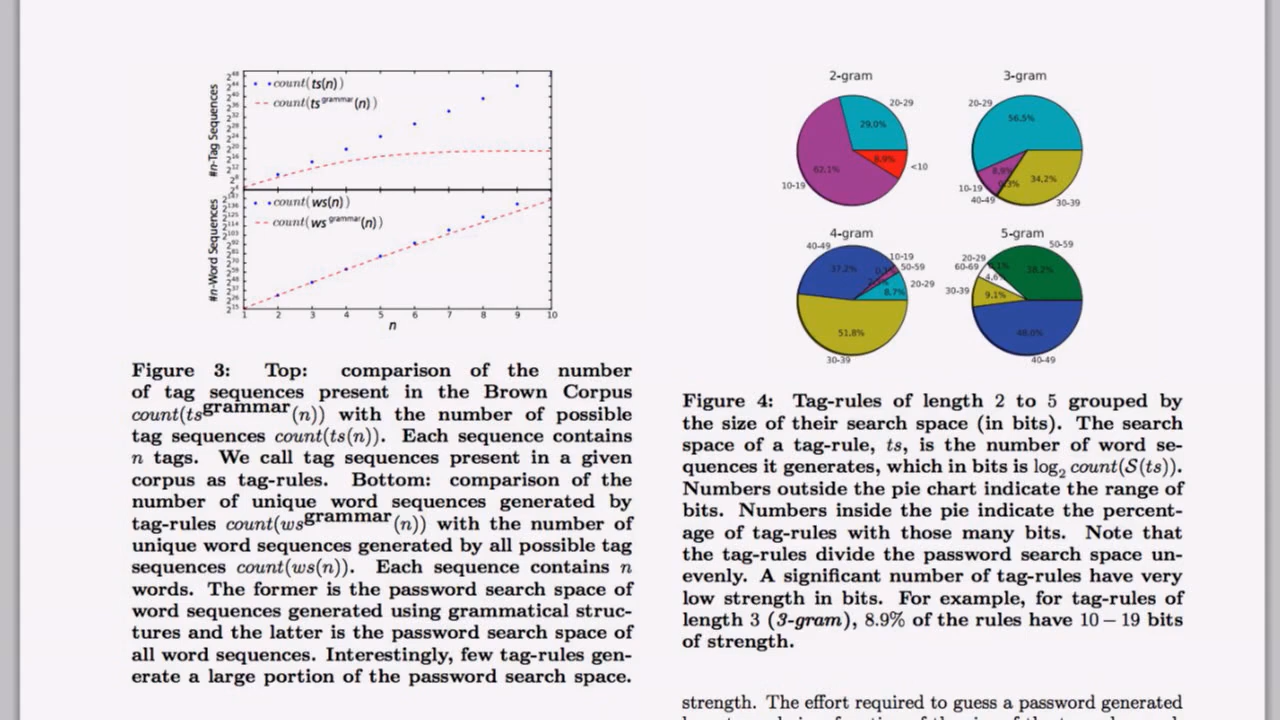 count(ts(n))
count(ts^grammar(n))
#n-Tag Sequences
count(ws(n))
count(ws^grammar(n))
#n-Word Sequences
1 2 3 4 5 6 7 8 9 10
n
Figure 3: Top: comparison of the number
of tag sequences present in the Brown Corpus
count(ts^grammar(n)) with the number of possible
tag sequences count(ts(n)). Each sequence contains
n tags. We call tag sequences present in a given
corpus as tag-rules. Bottom: comparison of the
number of unique word sequences generated by
tag-rules count(ws^grammar(n)) with the number of
unique word sequences generated by all possible tag
sequences count(ws(n)). Each sequence contains n
words. The former is the password search space of
word sequences generated using grammatical struc-
tures and the latter is the password search space of
all word sequences. Interestingly, few tag-rules gen-
erate a large portion of the password search space.
2-gram
20-29
29.0%
8.9%
<10
62.1%
10-19
3-gram
20-29
56.5%
34.2%
10-19
40-49
30-39
4-gram
40-49
10-19
37.2%
50-59
20-29
8.7%
51.8%
30-39
5-gram
50-59
20-29
38.2%
60-69
30-39
9.1%
48.0%
40-49
Figure 4: Tag-rules of length 2 to 5 grouped by
the size of their search space (in bits). The search
space of a tag-rule, ts, is the number of word se-
quences it generates, which in bits is log₂ count(S(ts)).
Numbers outside the pie chart indicate the range of
bits. Numbers inside the pie indicate the percent-
age of tag-rules with those many bits. Note that
the tag-rules divide the password search space un-
evenly. A significant number of tag-rules have very
low strength in bits. For example, for tag-rules of
length 3 (3-gram), 8.9% of the rules have 10 − 19 bits
of strength.
strength. The effort required to guess a password generated